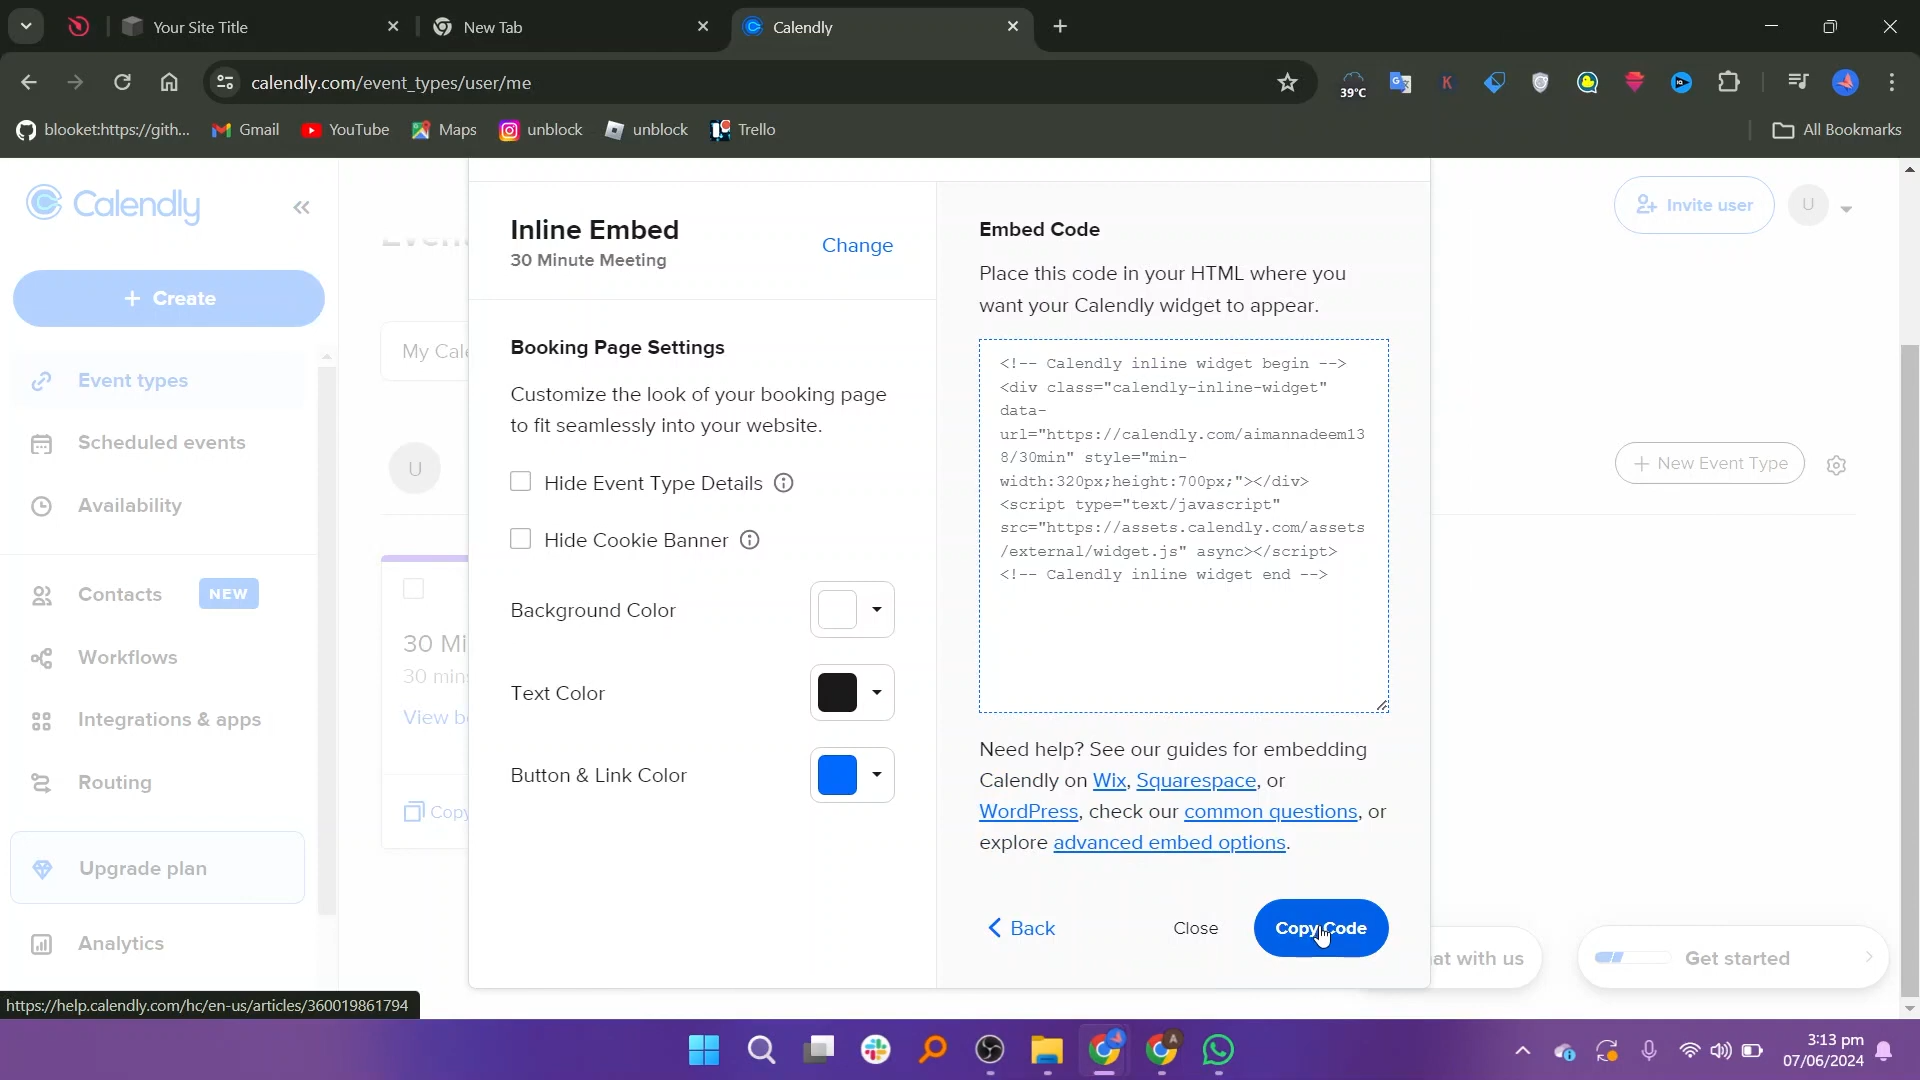 Your Site Title
New Tab
Calendly
calendly.com/event_types/user/me
39°C
K
blooket:https://gith...
Gmail
YouTube
Maps
unblock
unblock
Trello
All Bookmarks
Calendly
Invite user
U
+ Create
My Cale
Event types
Scheduled events
Availability
Contacts
NEW
Workflows
Integrations & apps
Routing
Upgrade plan
Analytics
U
+ New Event Type
30 Mi
30 min
View b
Copy
Inline Embed
30 Minute Meeting
Change
Booking Page Settings
Customize the look of your booking page
to fit seamlessly into your website.
Hide Event Type Details
Hide Cookie Banner
Background Color
Text Color
Button & Link Color
Embed Code
Place this code in your HTML where you
want your Calendly widget to appear.
<!-- Calendly inline widget begin -->
<div class="calendly-inline-widget"
data-
url="https://calendly.com/aimannadeem13
8/30min" style="min-
width:320px;height:700px;"></div>
<script type="text/javascript"
src="https://assets.calendly.com/assets
/external/widget.js" async></script>
<!-- Calendly inline widget end -->
Need help? See our guides for embedding
Calendly on Wix, Squarespace, or
WordPress, check our common questions, or
explore advanced embed options.
Back
Close
Copy Code
at with us
Get started
https://help.calendly.com/hc/en-us/articles/360019861794
A
3:13 pm
07/06/2024